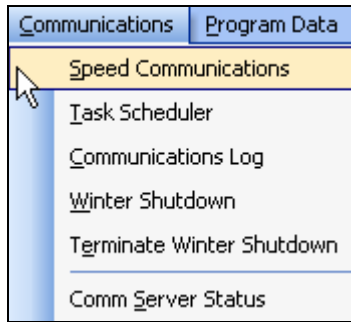 Communications Program Data
Speed Communications
Task Scheduler
Communications Log
Winter Shutdown
Terminate Winter Shutdown
Comm Server Status